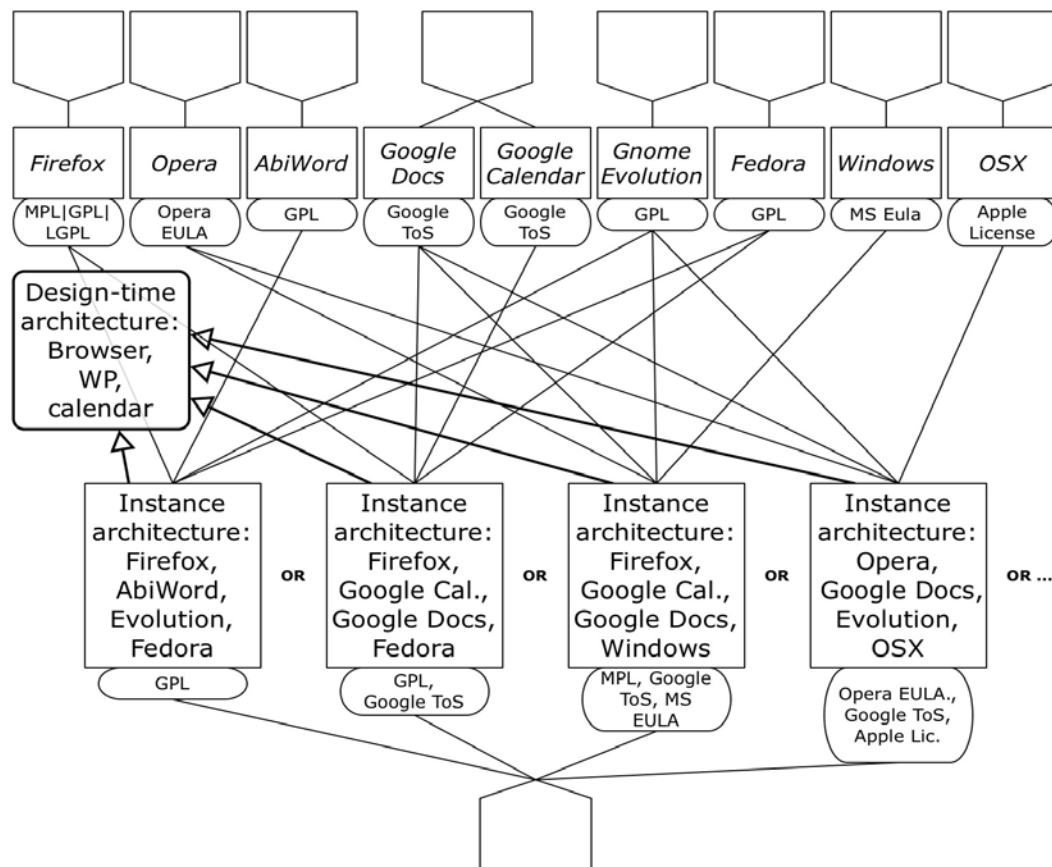 Firefox
Opera
AbiWord
Google
Docs
Google
Calendar
Gnome
Evolution
Fedora
Windows
OSX
MPL|GPL|
LGPL
Opera
EULA
GPL
Google
ToS
Google
ToS
GPL
GPL
MS Eula
Apple
License
Design-time
architecture:
Browser,
WP,
calendar
Instance
architecture:
Firefox,
AbiWord,
Evolution,
Fedora
OR
Instance
architecture:
Firefox,
Google Cal.,
Google Docs,
Fedora
OR
Instance
architecture:
Firefox,
Google Cal.,
Google Docs,
Windows
OR
Instance
architecture:
Opera,
Google Docs,
Evolution,
OSX
OR ...
GPL
GPL,
Google ToS
MPL, Google
ToS, MS
EULA
Opera EULA.,
Google ToS,
Apple Lic.